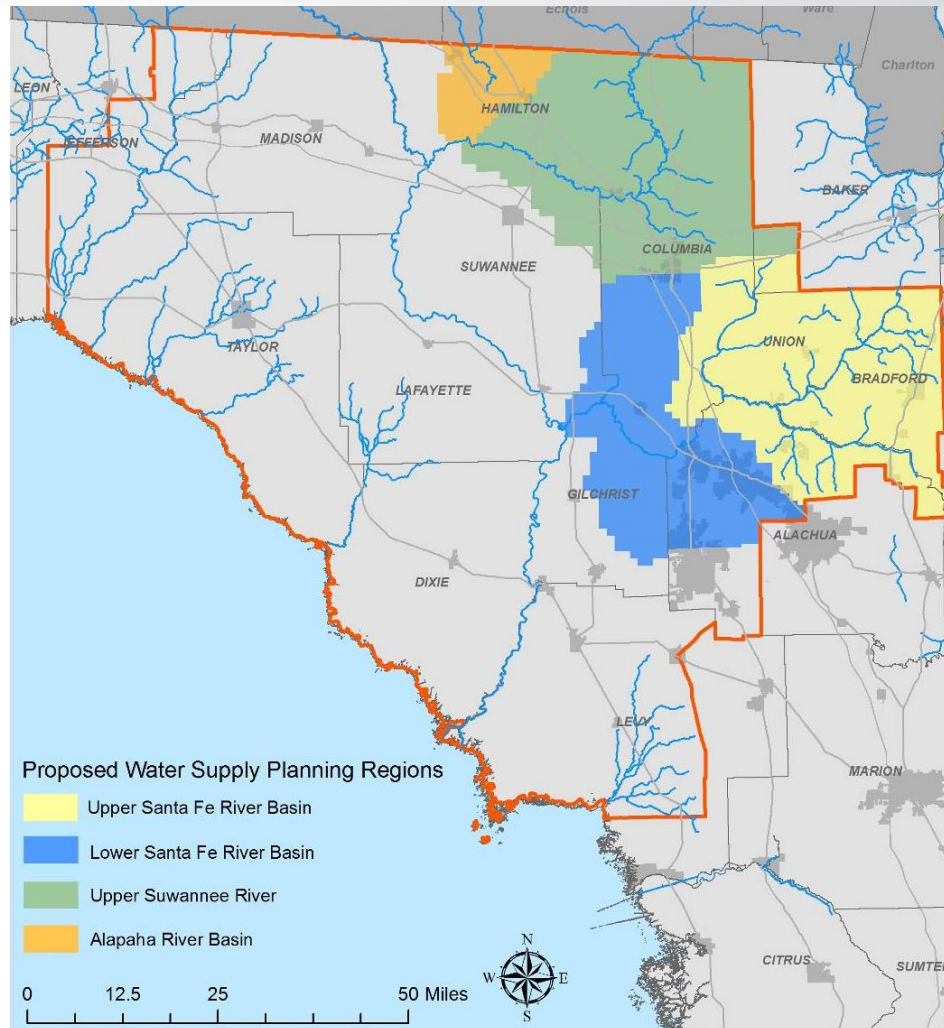 Echols
Ware
Charlton
LEON
JEFFERSON
MADISON
HAMILTON
BAKER
COLUMBIA
SUWANNEE
TAYLOR
UNION
BRADFORD
LAFAYETTE
GILCHRIST
ALACHUA
DIXIE
LEVY
MARION
CITRUS
SUMTER
Proposed Water Supply Planning Regions
Upper Santa Fe River Basin
Lower Santa Fe River Basin
Upper Suwannee River
Alapaha River Basin
N
W E
S
0 12.5 25 50 Miles